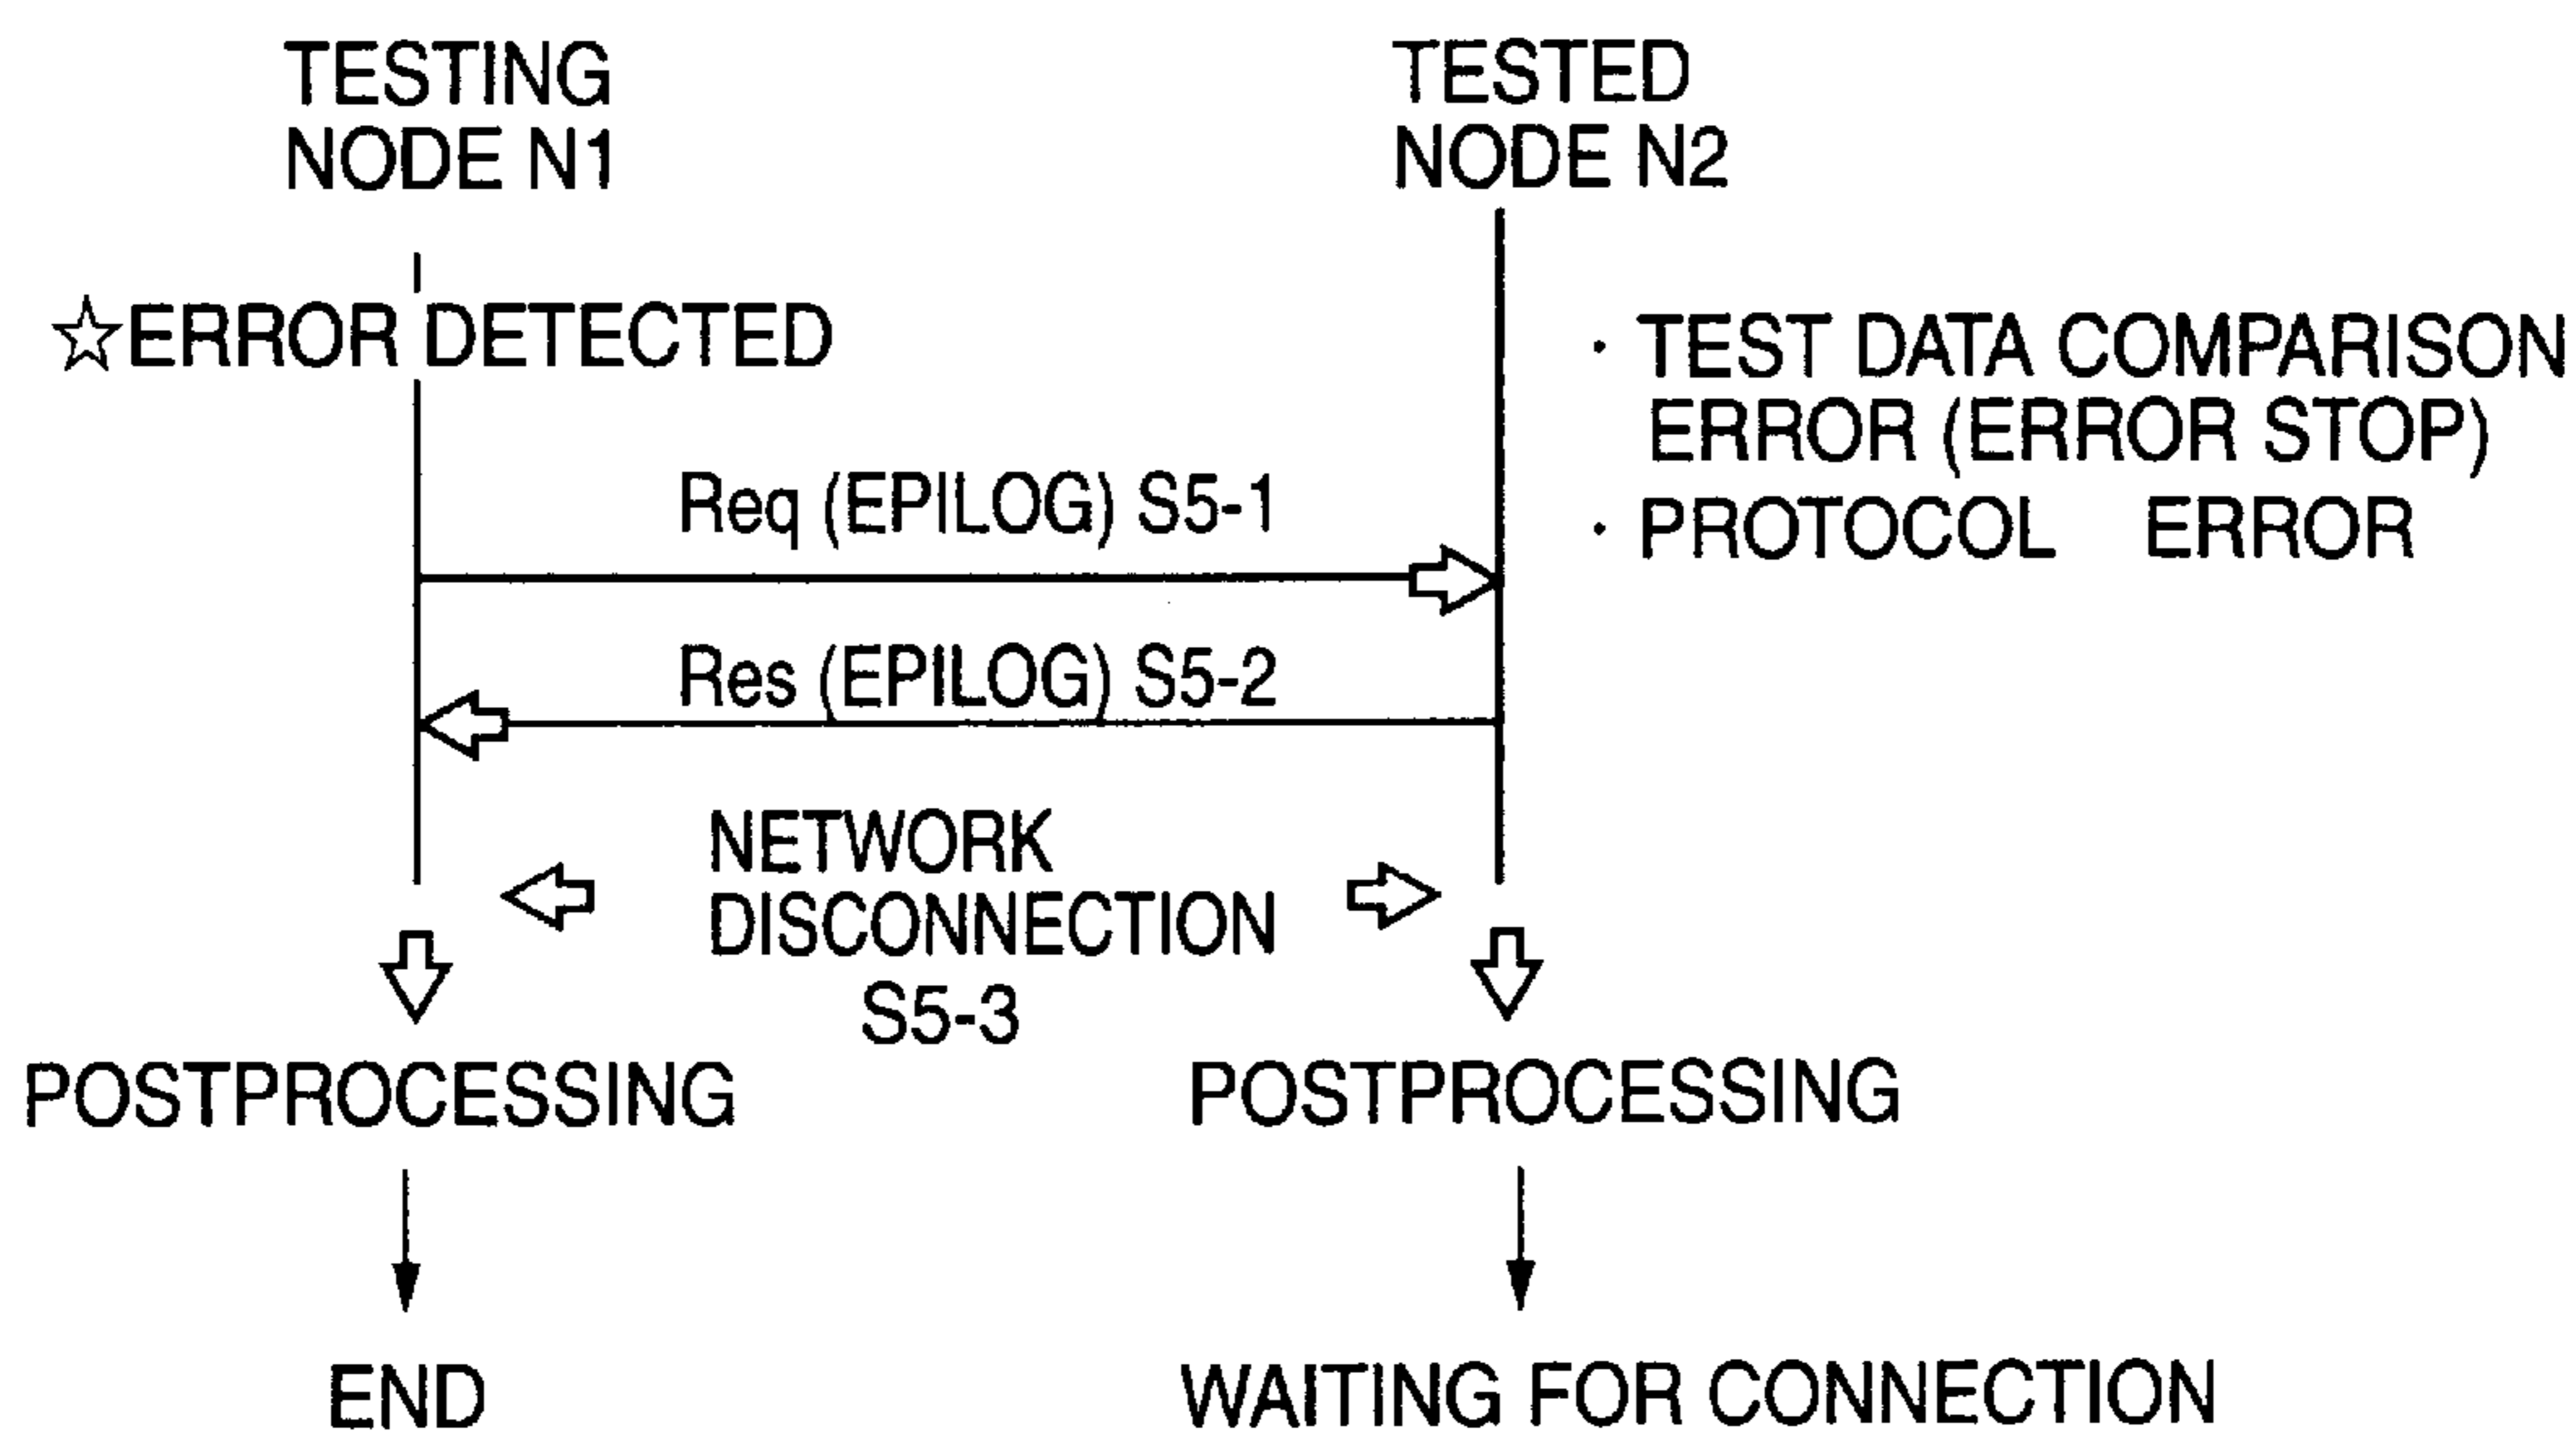 TESTING
NODE N1
TESTED
NODE N2
☆ERROR DETECTED
· TEST DATA COMPARISON
ERROR (ERROR STOP)
· PROTOCOL ERROR
Req (EPILOG) S5-1
Res (EPILOG) S5-2
NETWORK
DISCONNECTION
S5-3
POSTPROCESSING
POSTPROCESSING
END
WAITING FOR CONNECTION